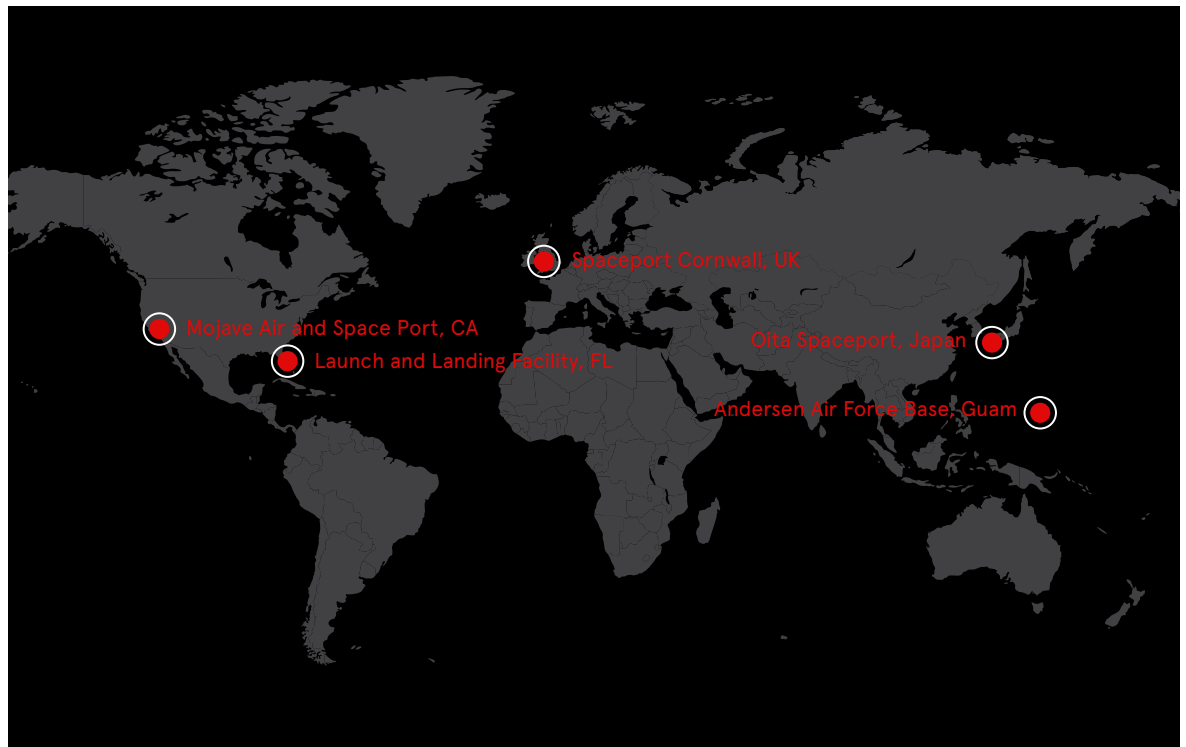 Spaceport Cornwall, UK
Mojave Air and Space Port, CA
Oita Spaceport, Japan
Launch and Landing Facility, FL
Andersen Air Force Base, Guam